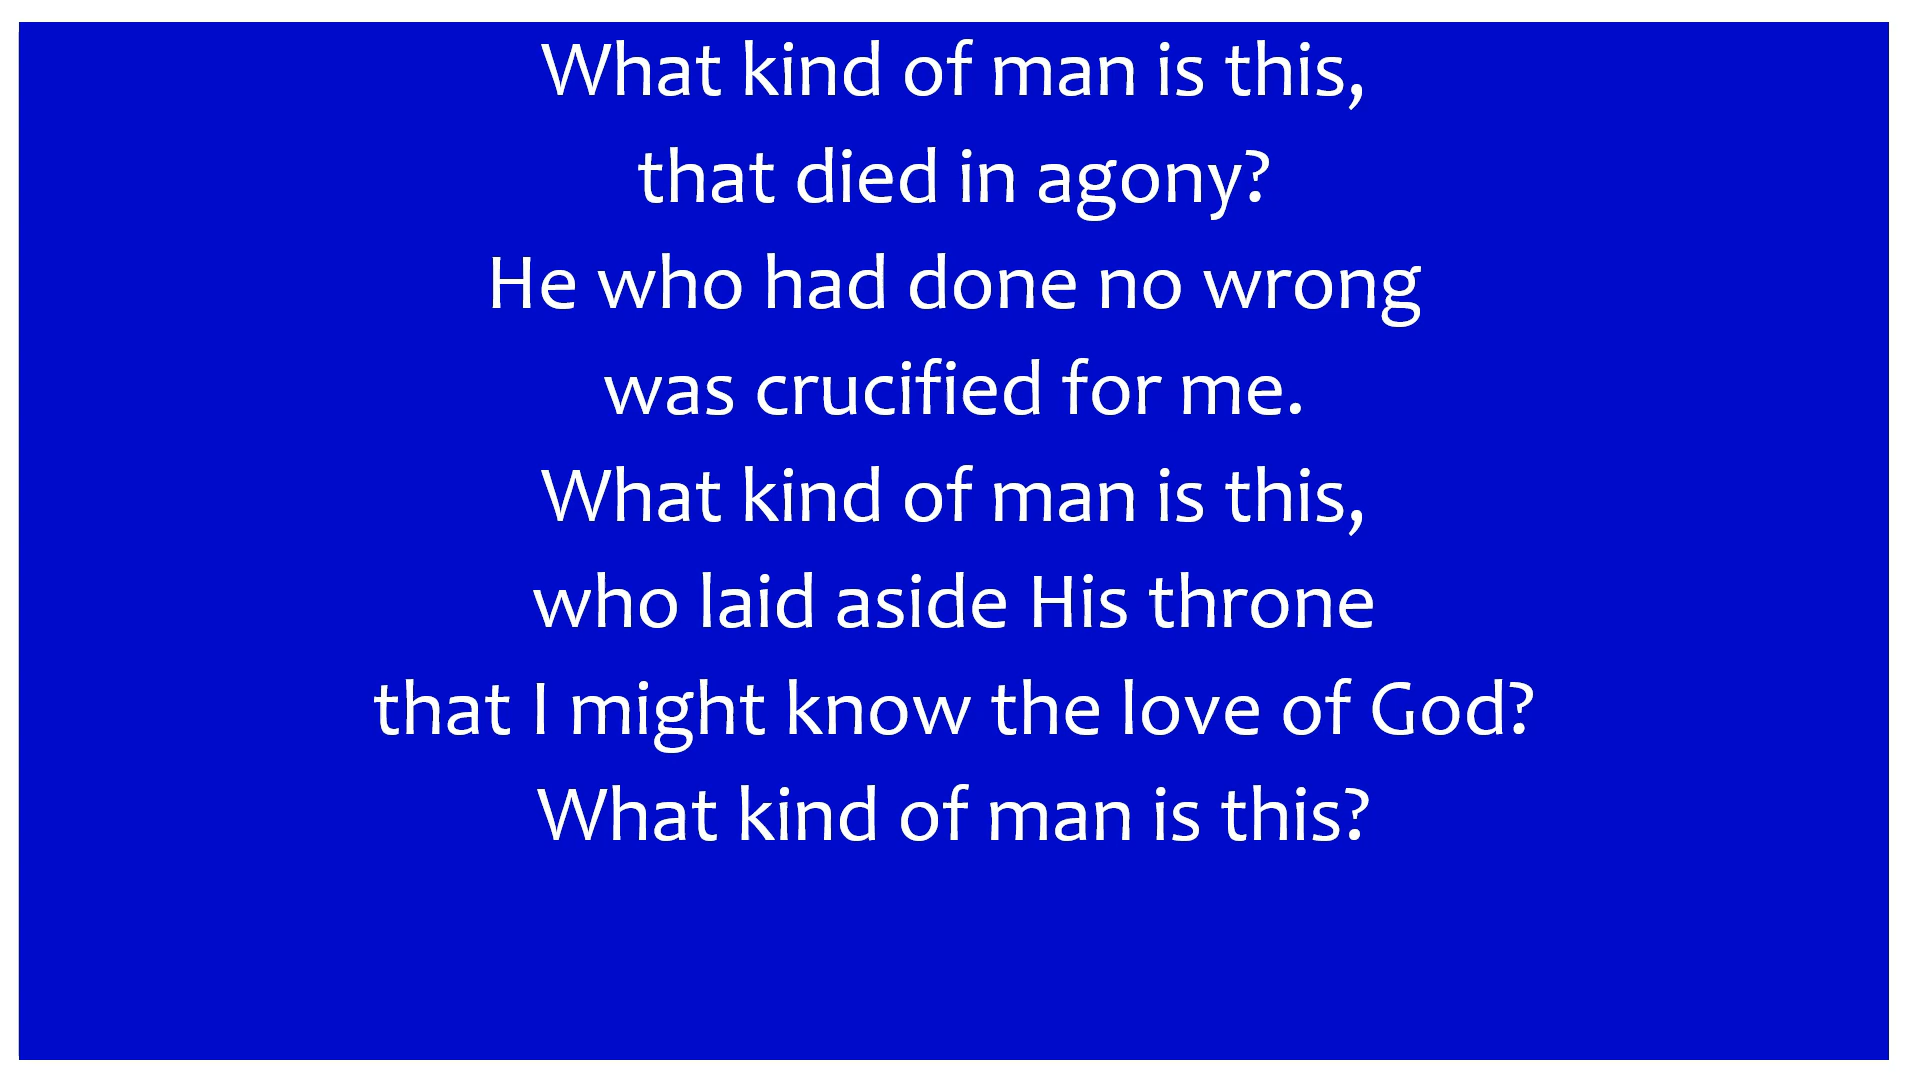 What kind of man is this,
that died in agony?
He who had done no wrong
was crucified for me.
What kind of man is this,
who laid aside His throne
that I might know the love of God?
What kind of man is this?